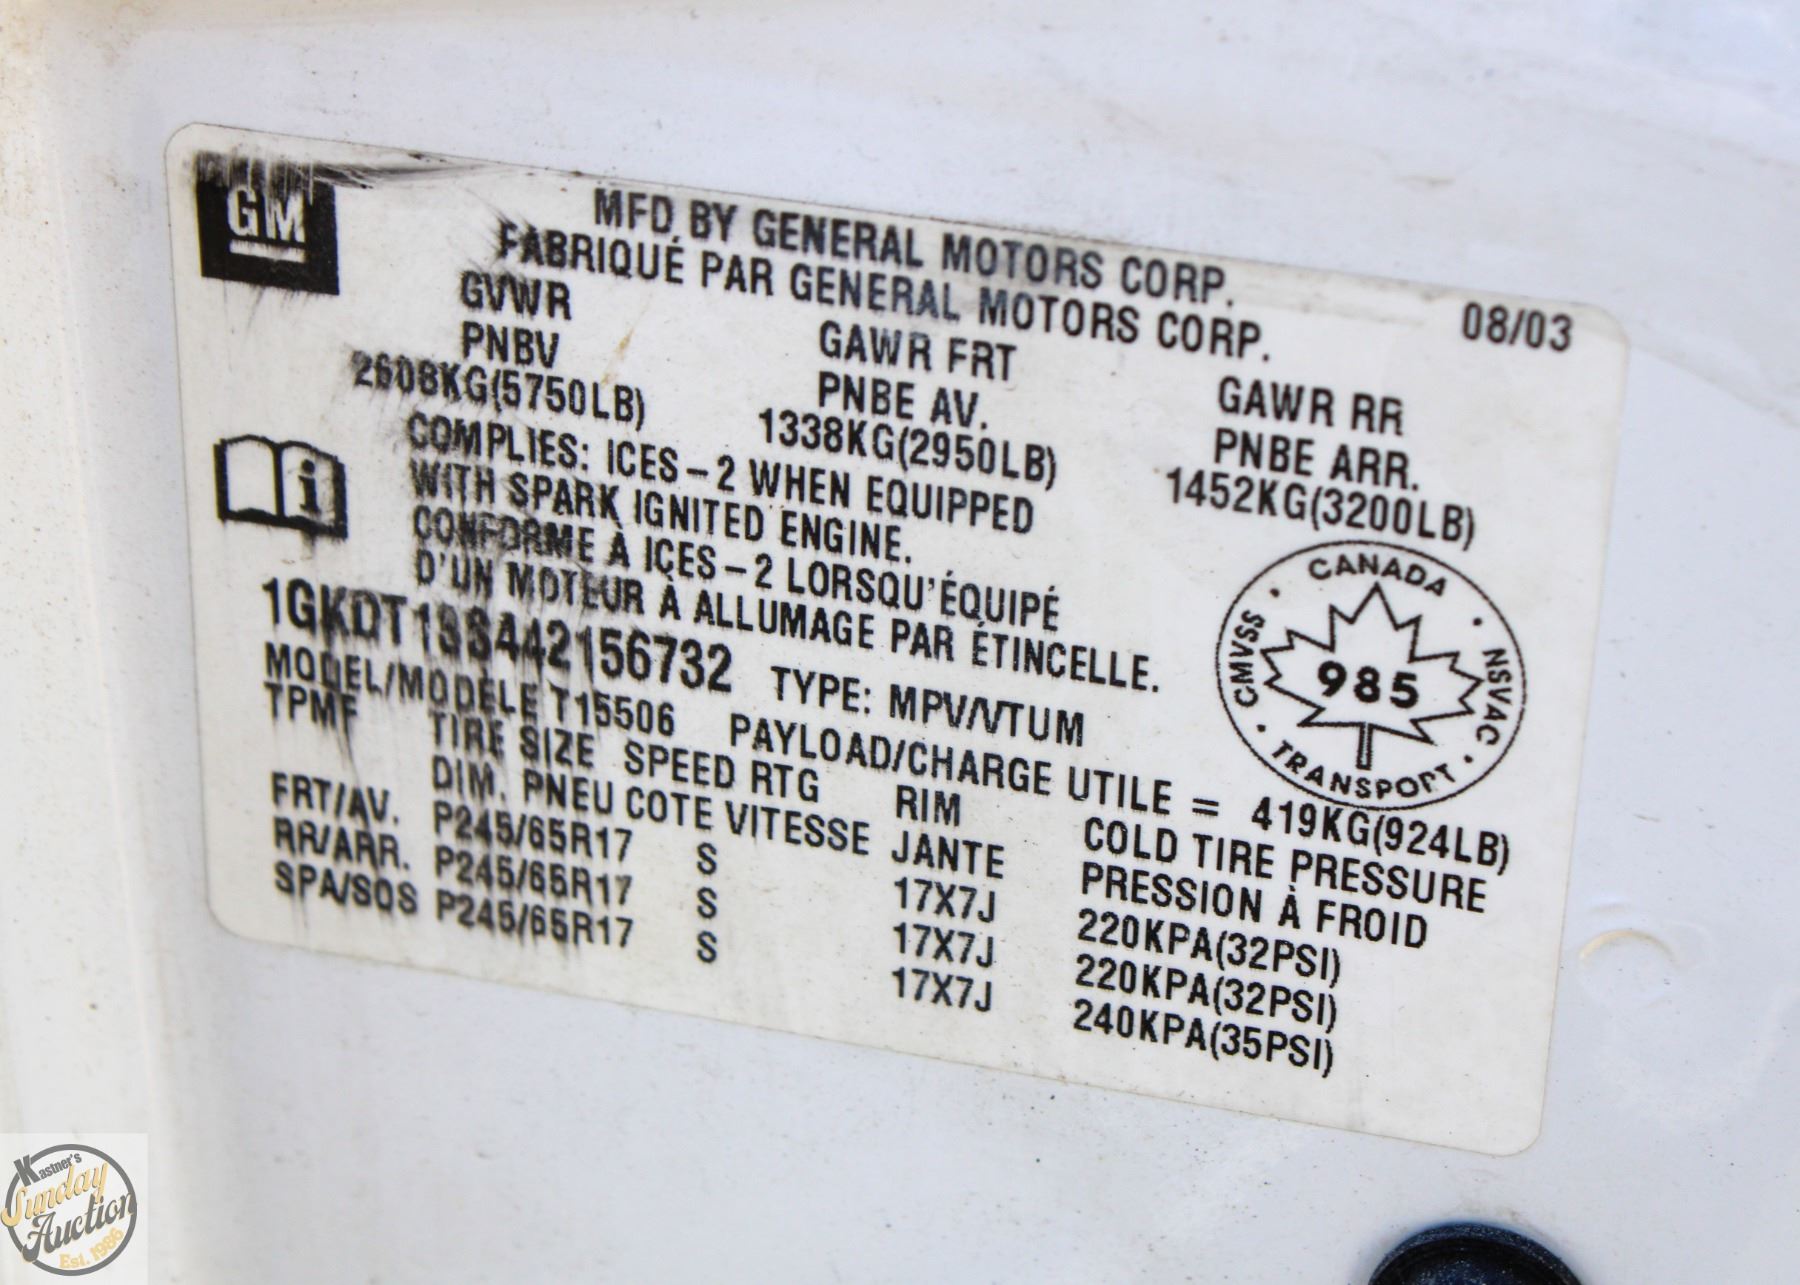 GM
MFD BY GENERAL MOTORS CORP.
FABRIQUÉ PAR GENERAL MOTORS CORP.
08/03
GVWR
PNBV
2608KG(5750LB)
GAWR FRT
PNBE AV.
1338KG(2950LB)
GAWR RR
PNBE ARR.
1452KG(3200LB)
COMPLIES: ICES-2 WHEN EQUIPPED
WITH SPARK IGNITED ENGINE.
CONFORME À ICES-2 LORSQU'ÉQUIPÉ
D'UN MOTEUR À ALLUMAGE PAR ÉTINCELLE.
i
CANADA
CMVSS · NSVAC
985
TRANSPORT
1GKDT13S442156732 TYPE: MPV/VTUM
MODEL/MODÈLE T15506 PAYLOAD/CHARGE UTILE = 419KG(924LB)
TPMF TIRE SIZE SPEED RTG RIM COLD TIRE PRESSURE
DIM. PNEU COTE VITESSE JANTE PRESSION À FROID
FRT/AV. P245/65R17 S 17X7J 220KPA(32PSI)
RR/ARR. P245/65R17 S 17X7J 220KPA(32PSI)
SPA/SOS P245/65R17 S 17X7J 240KPA(35PSI)
Kastner's
Sunday
Auction
Est. 1986